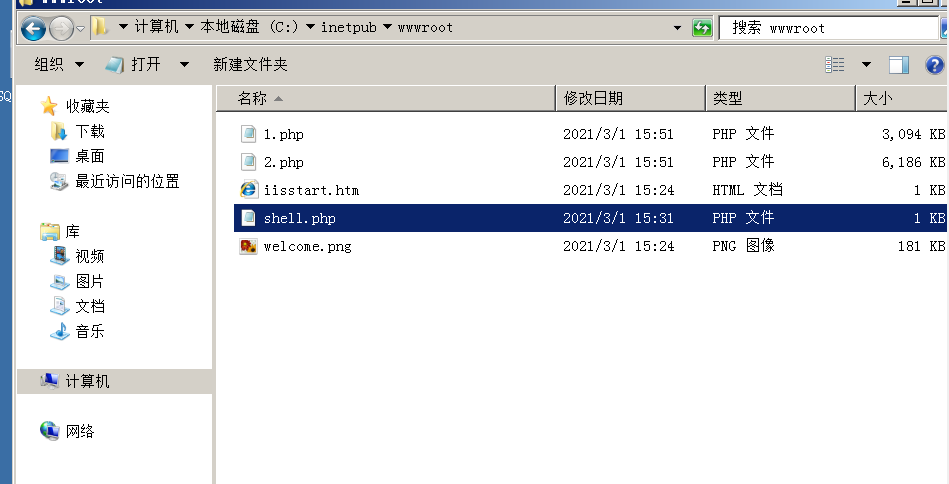 计算机 本地磁盘 (C:) inetpub wwwroot 搜索 wwwroot
组织 打开 新建文件夹
SQ
收藏夹
下载
桌面
最近访问的位置
库
视频
图片
文档
音乐
计算机
网络
名称 修改日期 类型 大小
1.php 2021/3/1 15:51 PHP 文件 3,094 KB
2.php 2021/3/1 15:51 PHP 文件 6,186 KB
iisstart.htm 2021/3/1 15:24 HTML 文档 1 KB
shell.php 2021/3/1 15:31 PHP 文件 1 KB
welcome.png 2021/3/1 15:24 PNG 图像 181 KB